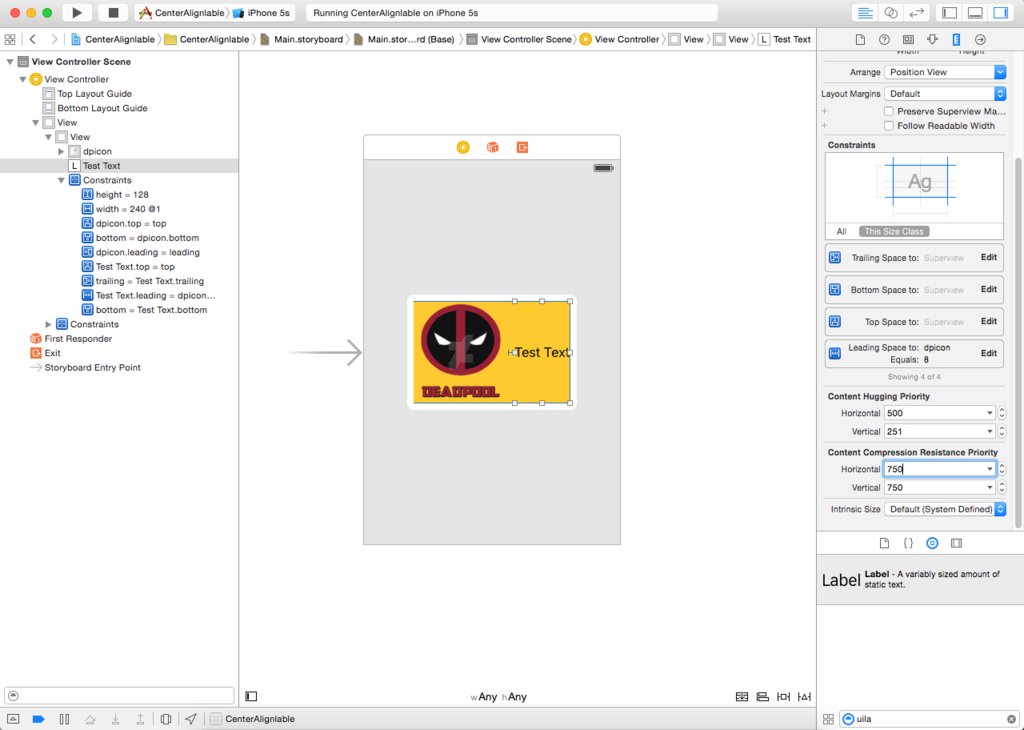 CenterAlignlable iPhone 5s Running CenterAlignlable on iPhone 5s
CenterAlignlable CenterAlignlable Main.storyboard Main.stor...rd (Base) View Controller Scene View Controller View View L Test Text
View Controller Scene
View Controller
Top Layout Guide
Bottom Layout Guide
View
View
dpicon
L Test Text
Constraints
height = 128
width = 240 @1
dpicon.top = top
bottom = dpicon.bottom
dpicon.leading = leading
Test Text.top = top
trailing = Test Text.trailing
Test Text.leading = dpicon...
bottom = Test Text.bottom
Constraints
First Responder
Exit
Storyboard Entry Point
Test Text
DEADPOOL
wAny hAny
CenterAlignlable
Width Height
Arrange Position View
Layout Margins Default
+ Preserve Superview Ma...
+ Follow Readable Width
Constraints
Ag
All This Size Class
Trailing Space to: Superview Edit
Bottom Space to: Superview Edit
Top Space to: Superview Edit
Leading Space to: dpicon Edit
Equals: 8
Showing 4 of 4
Content Hugging Priority
Horizontal 500
Vertical 251
Content Compression Resistance Priority
Horizontal 750
Vertical 750
Intrinsic Size Default (System Defined)
{ }
Label Label - A variably sized amount of
static text.
uila